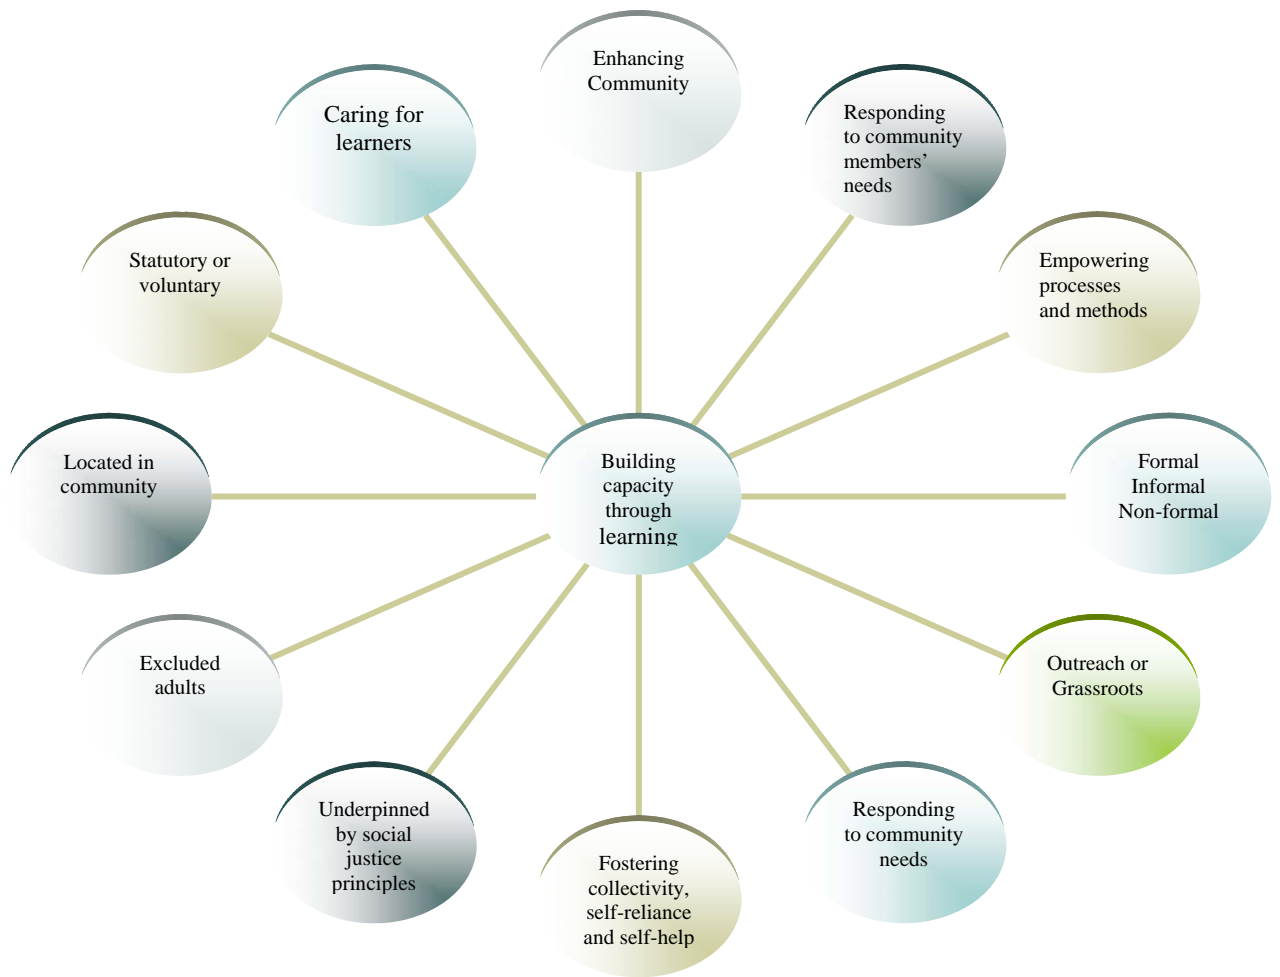 Enhancing
Community
Responding
to community
members’
needs
Empowering
processes
and methods
Formal
Informal
Non-formal
Outreach or
Grassroots
Responding
to community
needs
Fostering
collectivity,
self-reliance
and self-help
Underpinned
by social
justice
principles
Excluded
adults
Located in
community
Statutory or
voluntary
Caring for
learners
Building
capacity
through
learning